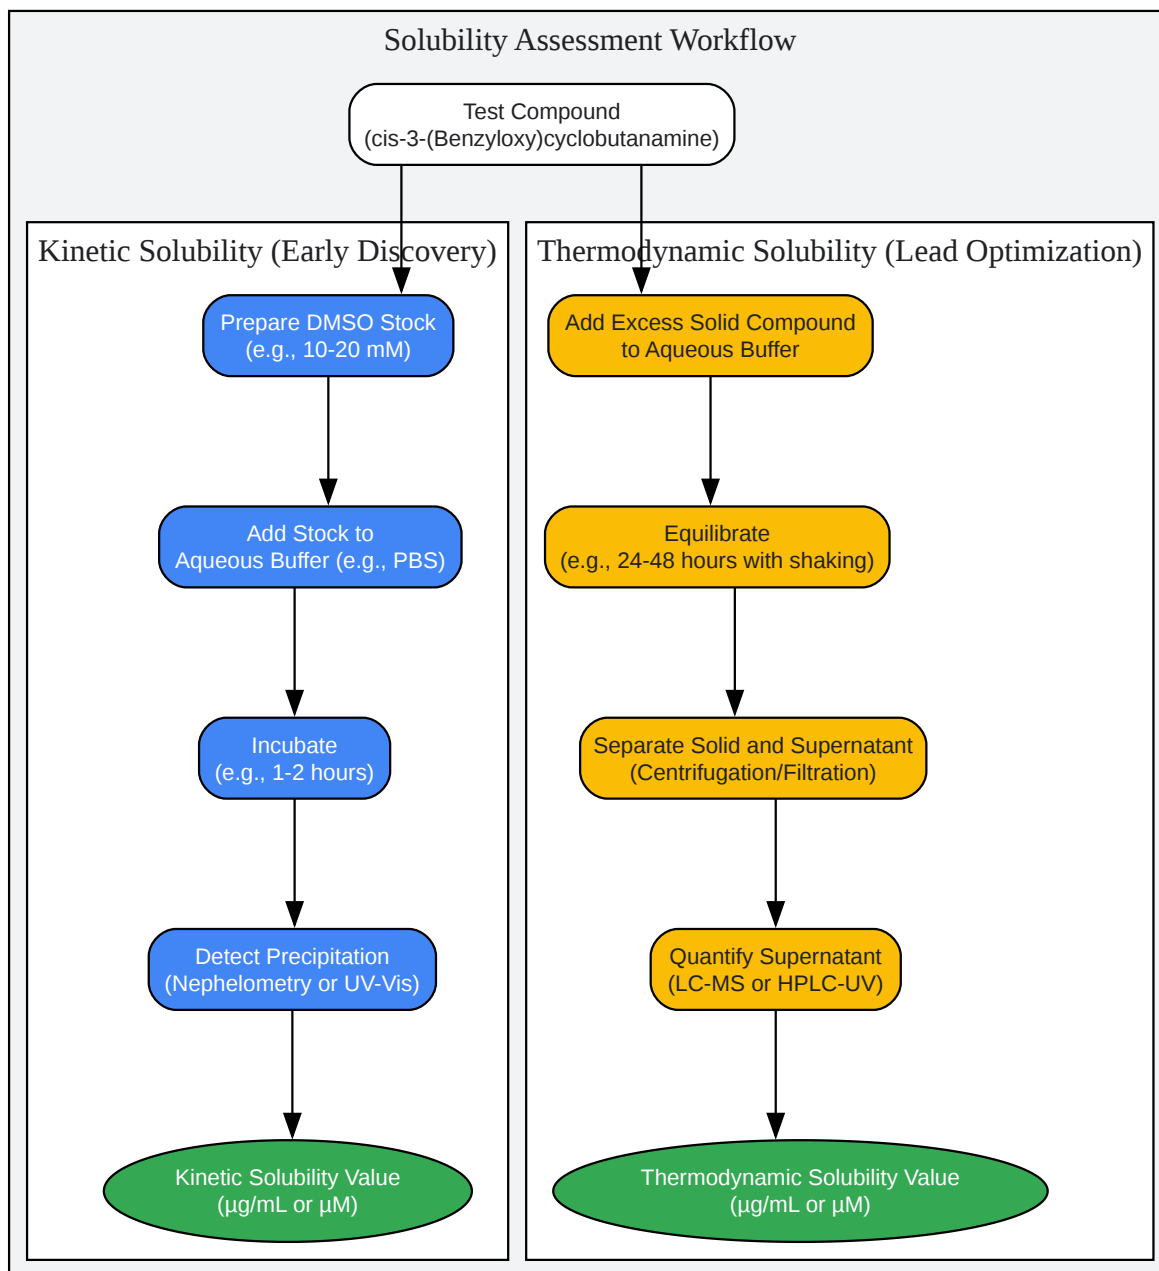 Solubility Assessment Workflow
Test Compound
(cis-3-(Benzyloxy)cyclobutanamine)
Kinetic Solubility (Early Discovery)
Prepare DMSO Stock
(e.g., 10-20 mM)
Add Stock to
Aqueous Buffer (e.g., PBS)
Incubate
(e.g., 1-2 hours)
Detect Precipitation
(Nephelometry or UV-Vis)
Kinetic Solubility Value
(µg/mL or µM)
Thermodynamic Solubility (Lead Optimization)
Add Excess Solid Compound
to Aqueous Buffer
Equilibrate
(e.g., 24-48 hours with shaking)
Separate Solid and Supernatant
(Centrifugation/Filtration)
Quantify Supernatant
(LC-MS or HPLC-UV)
Thermodynamic Solubility Value
(µg/mL or µM)